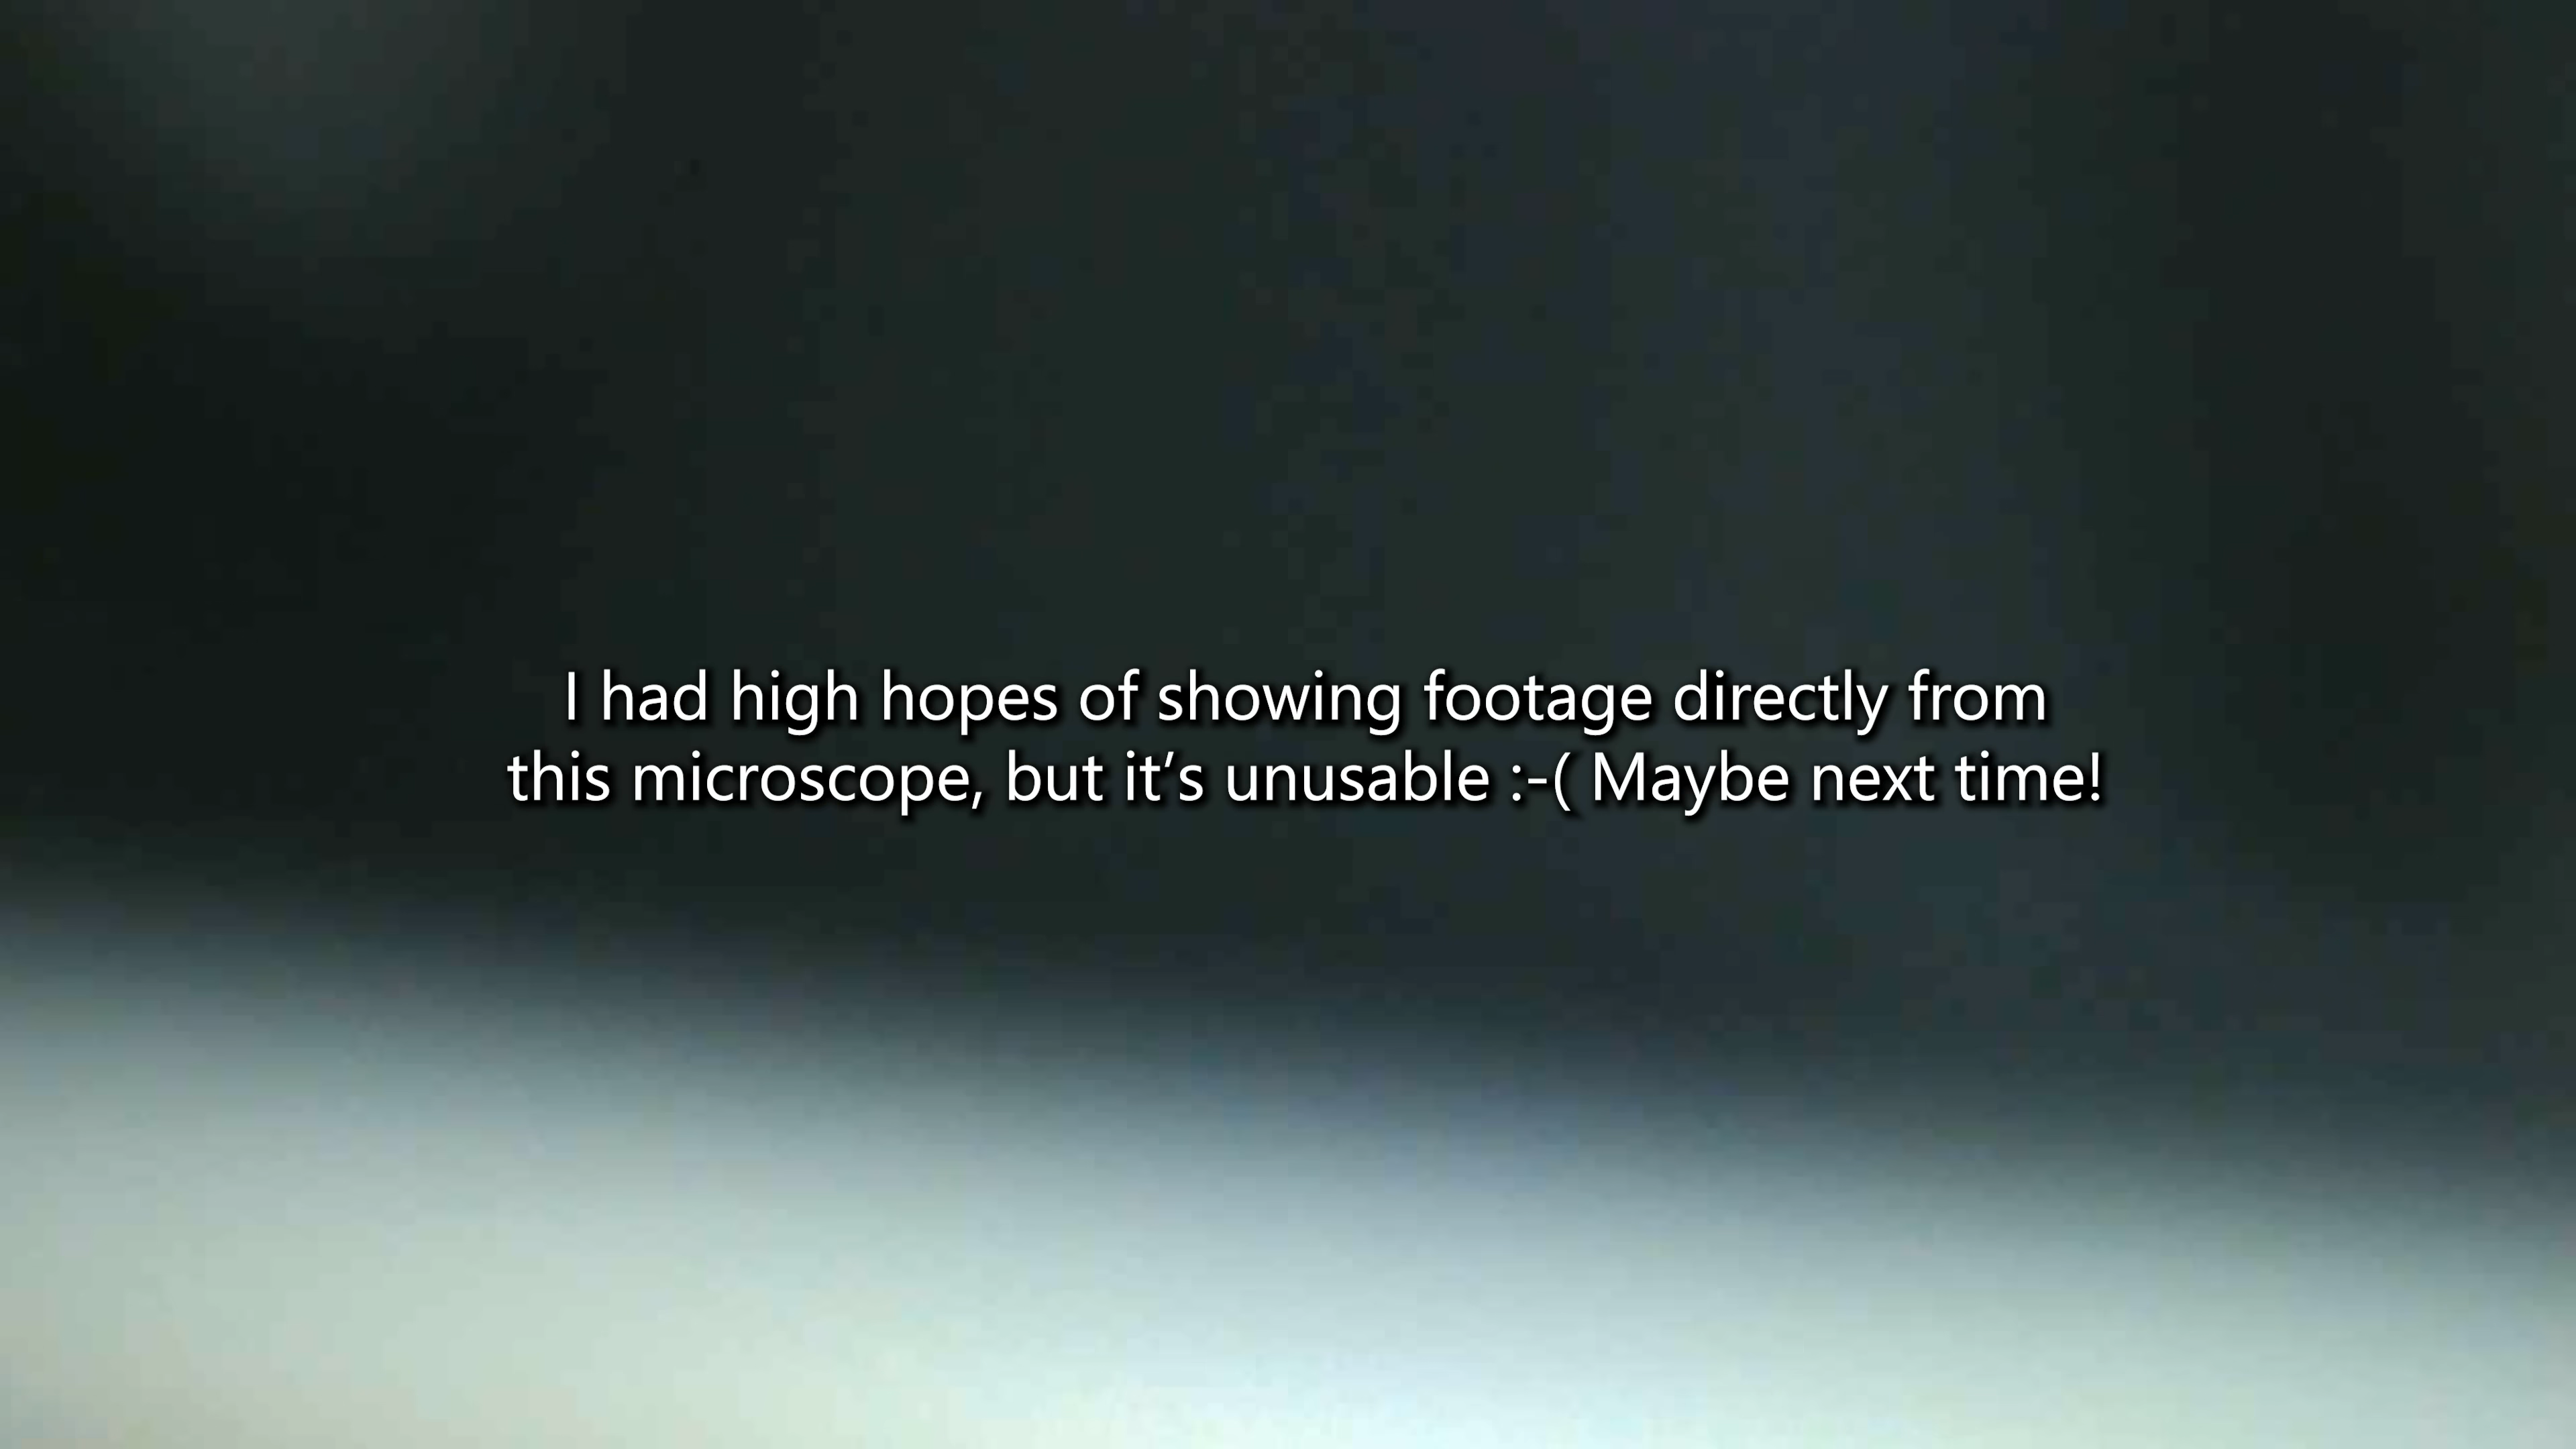 I had high hopes of showing footage directly from
this microscope, but it’s unusable :-( Maybe next time!